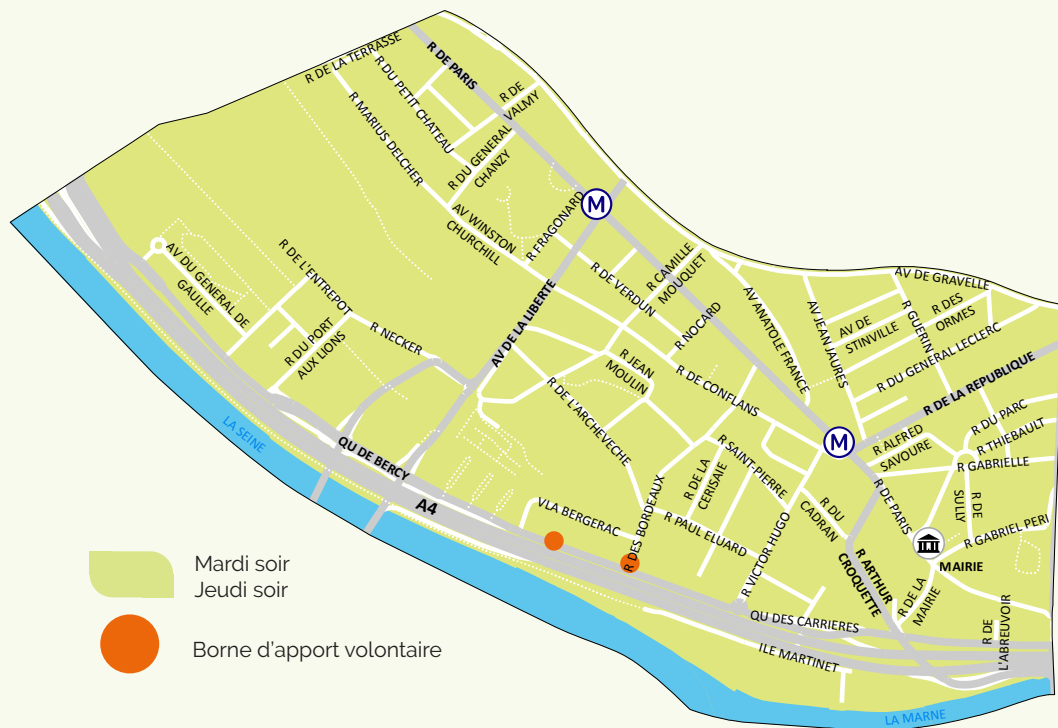 R DE LA TERRASSE
R DE PARIS
R DU PETIT CHATEAU
R MARIUS DELCHER
R DE
VALMY
R DU GENERAL
CHANZY
M
AV WINSTON
CHURCHILL
R FRAGONARD
R DE VERDUN
R CAMILLE
MOUQUET
AV DE GRAVELLE
AV DU GENERAL DE
GAULLE
R DE L'ENTREPOT
R DU PORT
AUX LIONS
R NECKER
AV DE LA LIBERTE
R NOCARD
AV ANATOLE FRANCE
AV JEAN JAURES
AV DE
STINVILLE
R GUERIN
R DES
ORMES
R DU GENERAL LECLERC
R DE LA REPUBLIQUE
R JEAN
MOULIN
R DE CONFLANS
R DE L'ARCHEVECHE
LA SEINE
QU DE BERCY
A4
M
R ALFRED
SAVOURE
R DU PARC
R THIEBAULT
R GABRIELLE
R SAINT-PIERRE
R DE LA
CERISAIE
R DES BORDEAUX
VLA BERGERAC
R PAUL ELUARD
R VICTOR HUGO
R DU
CADRAN
R DE PARIS
R DE
SULLY
R GABRIEL PERI
MAIRIE
R ARTHUR
CROQUETTE
R DE LA
MAIRIE
QU DES CARRIERES
R DE
L'ABREUVOIR
ILE MARTINET
LA MARNE
Mardi soir
Jeudi soir
Borne d'apport volontaire